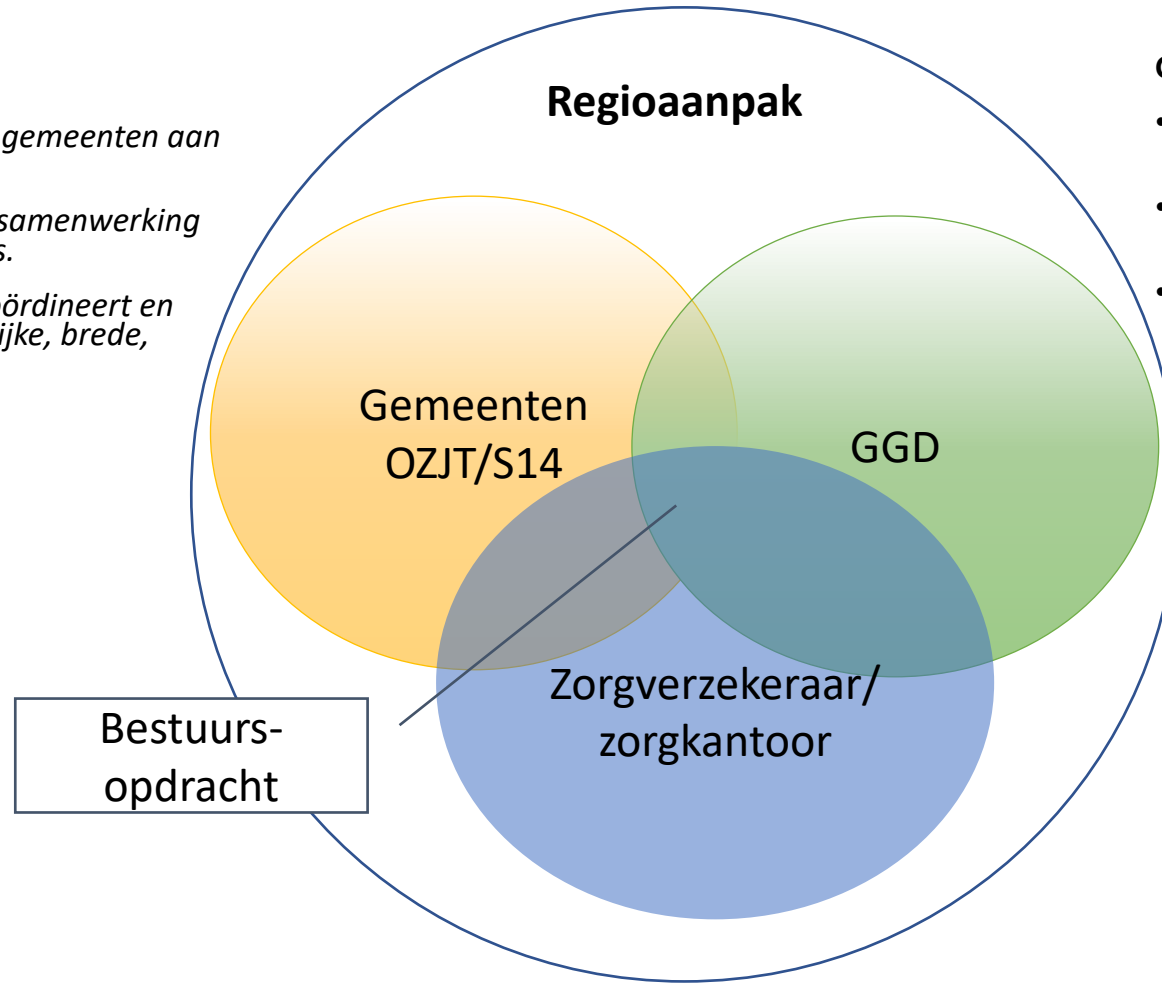 Regioaanpak
gemeenten aan
samenwerking
ördineert en
ijke, brede,
Gemeenten
OZJT/S14
GGD
Zorgverzekeraar/
zorgkantoor
Bestuurs-
opdracht